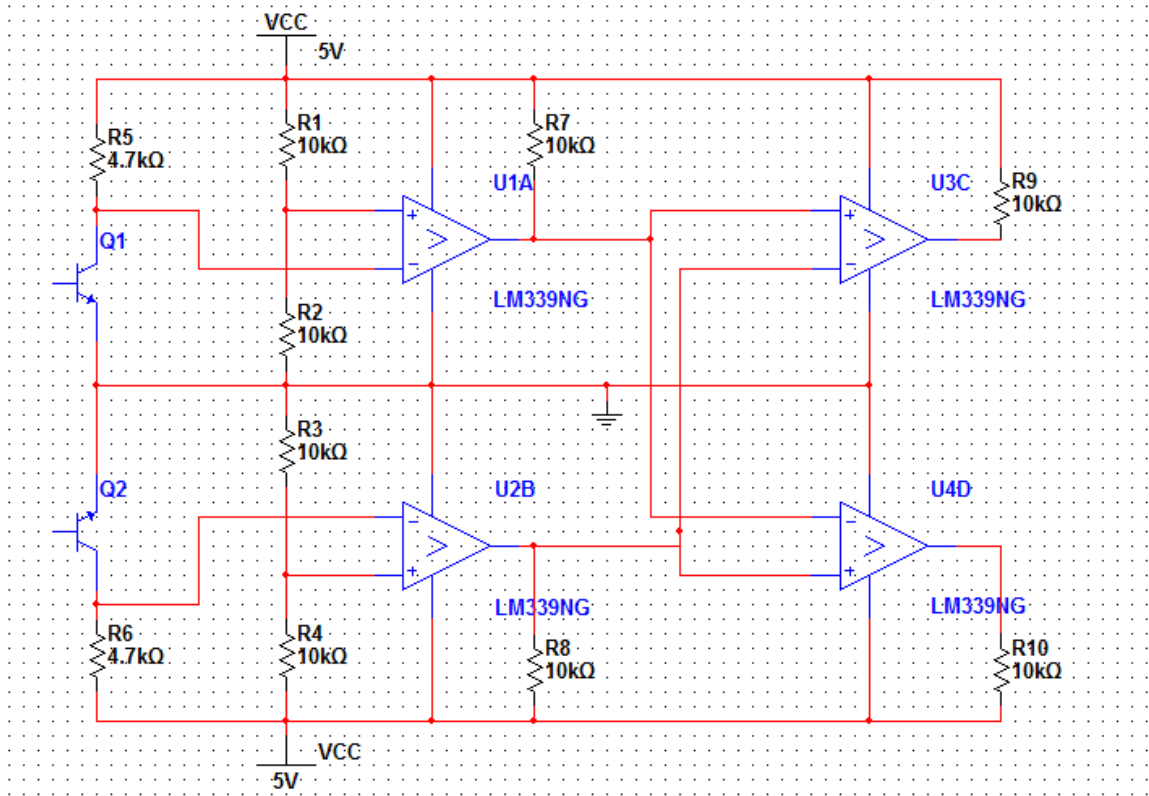 VCC
5V
R5
4.7kΩ
R1
10kΩ
R7
10kΩ
U1A
+
−
LM339NG
U3C
+
−
LM339NG
R9
10kΩ
Q1
R2
10kΩ
R3
10kΩ
Q2
U2B
−
+
LM339NG
U4D
−
+
LM339NG
R6
4.7kΩ
R4
10kΩ
R8
10kΩ
R10
10kΩ
VCC
5V